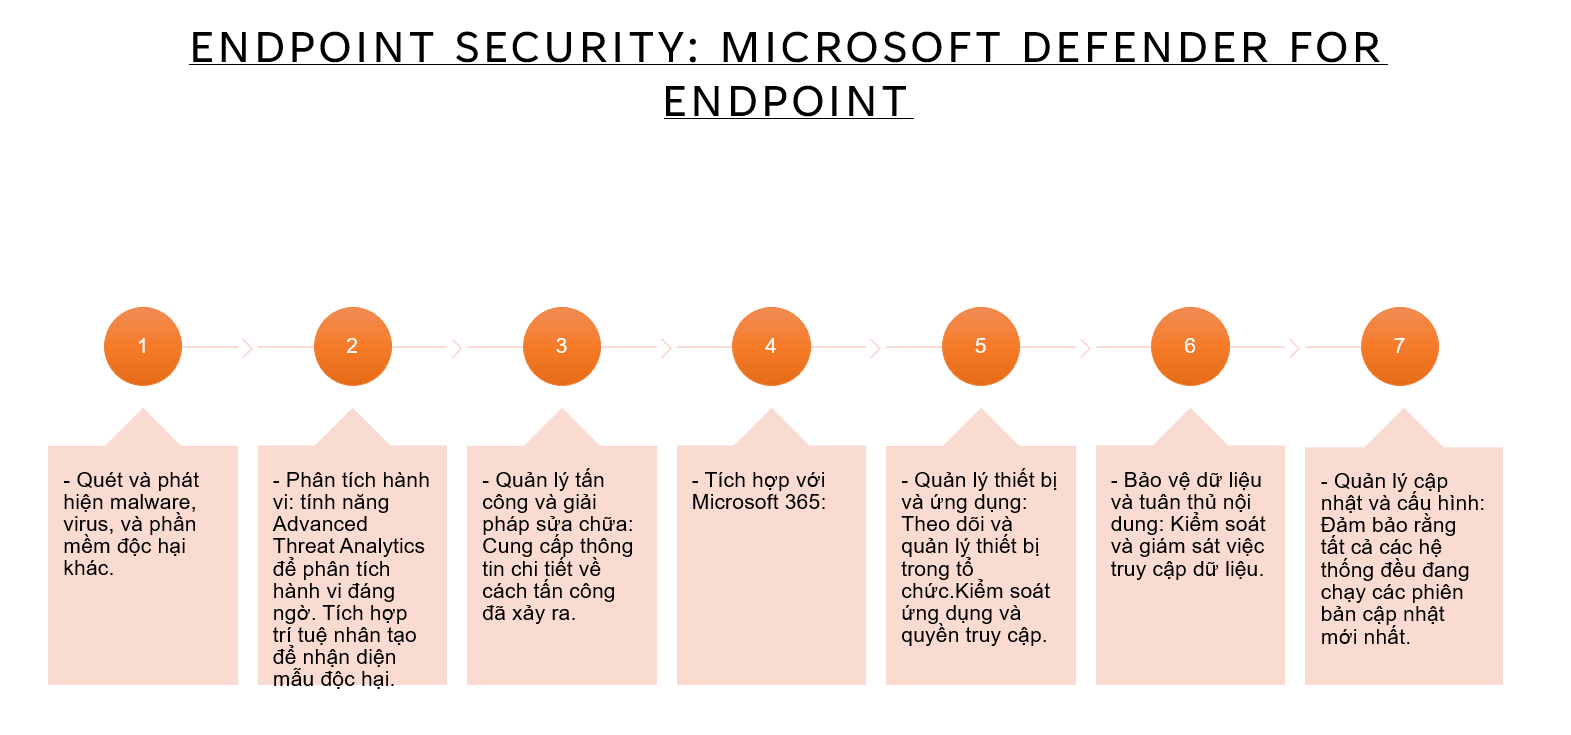 ENDPOINT SECURITY: MICROSOFT DEFENDER FOR
ENDPOINT
1
2
3
4
5
6
7
- Quét và phát
hiện malware,
virus, và phần
mềm độc hại
khác.
- Phân tích hành
vi: tính năng
Advanced
Threat Analytics
để phân tích
hành vi đáng
ngờ. Tích hợp
trí tuệ nhân tạo
để nhận diện
mẫu độc hại.
- Quản lý tấn
công và giải
pháp sửa chữa:
Cung cấp thông
tin chi tiết về
cách tấn công
đã xảy ra.
- Tích hợp với
Microsoft 365:
- Quản lý thiết bị
và ứng dụng:
Theo dõi và
quản lý thiết bị
trong tổ
chức.Kiểm soát
ứng dụng và
quyền truy cập.
- Bảo vệ dữ liệu
và tuân thủ nội
dung: Kiểm soát
và giám sát việc
truy cập dữ liệu.
- Quản lý cập
nhật và cấu hình:
Đảm bảo rằng
tất cả các hệ
thống đều đang
chạy các phiên
bản cập nhật
mới nhất.